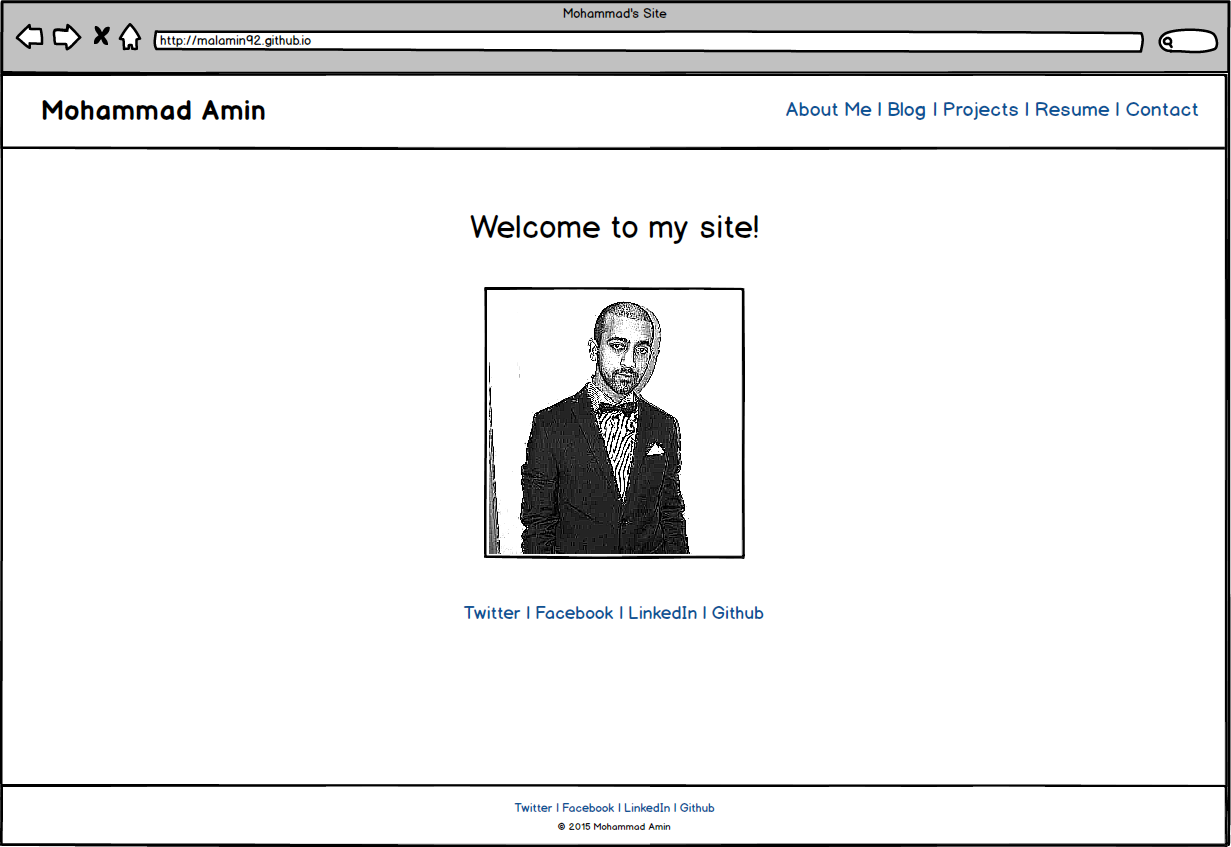 Mohammad's Site
http://malamin92.github.io
Mohammad Amin
About Me | Blog | Projects | Resume | Contact
Welcome to my site!
Twitter | Facebook | LinkedIn | Github
Twitter | Facebook | LinkedIn | Github
© 2015 Mohammad Amin